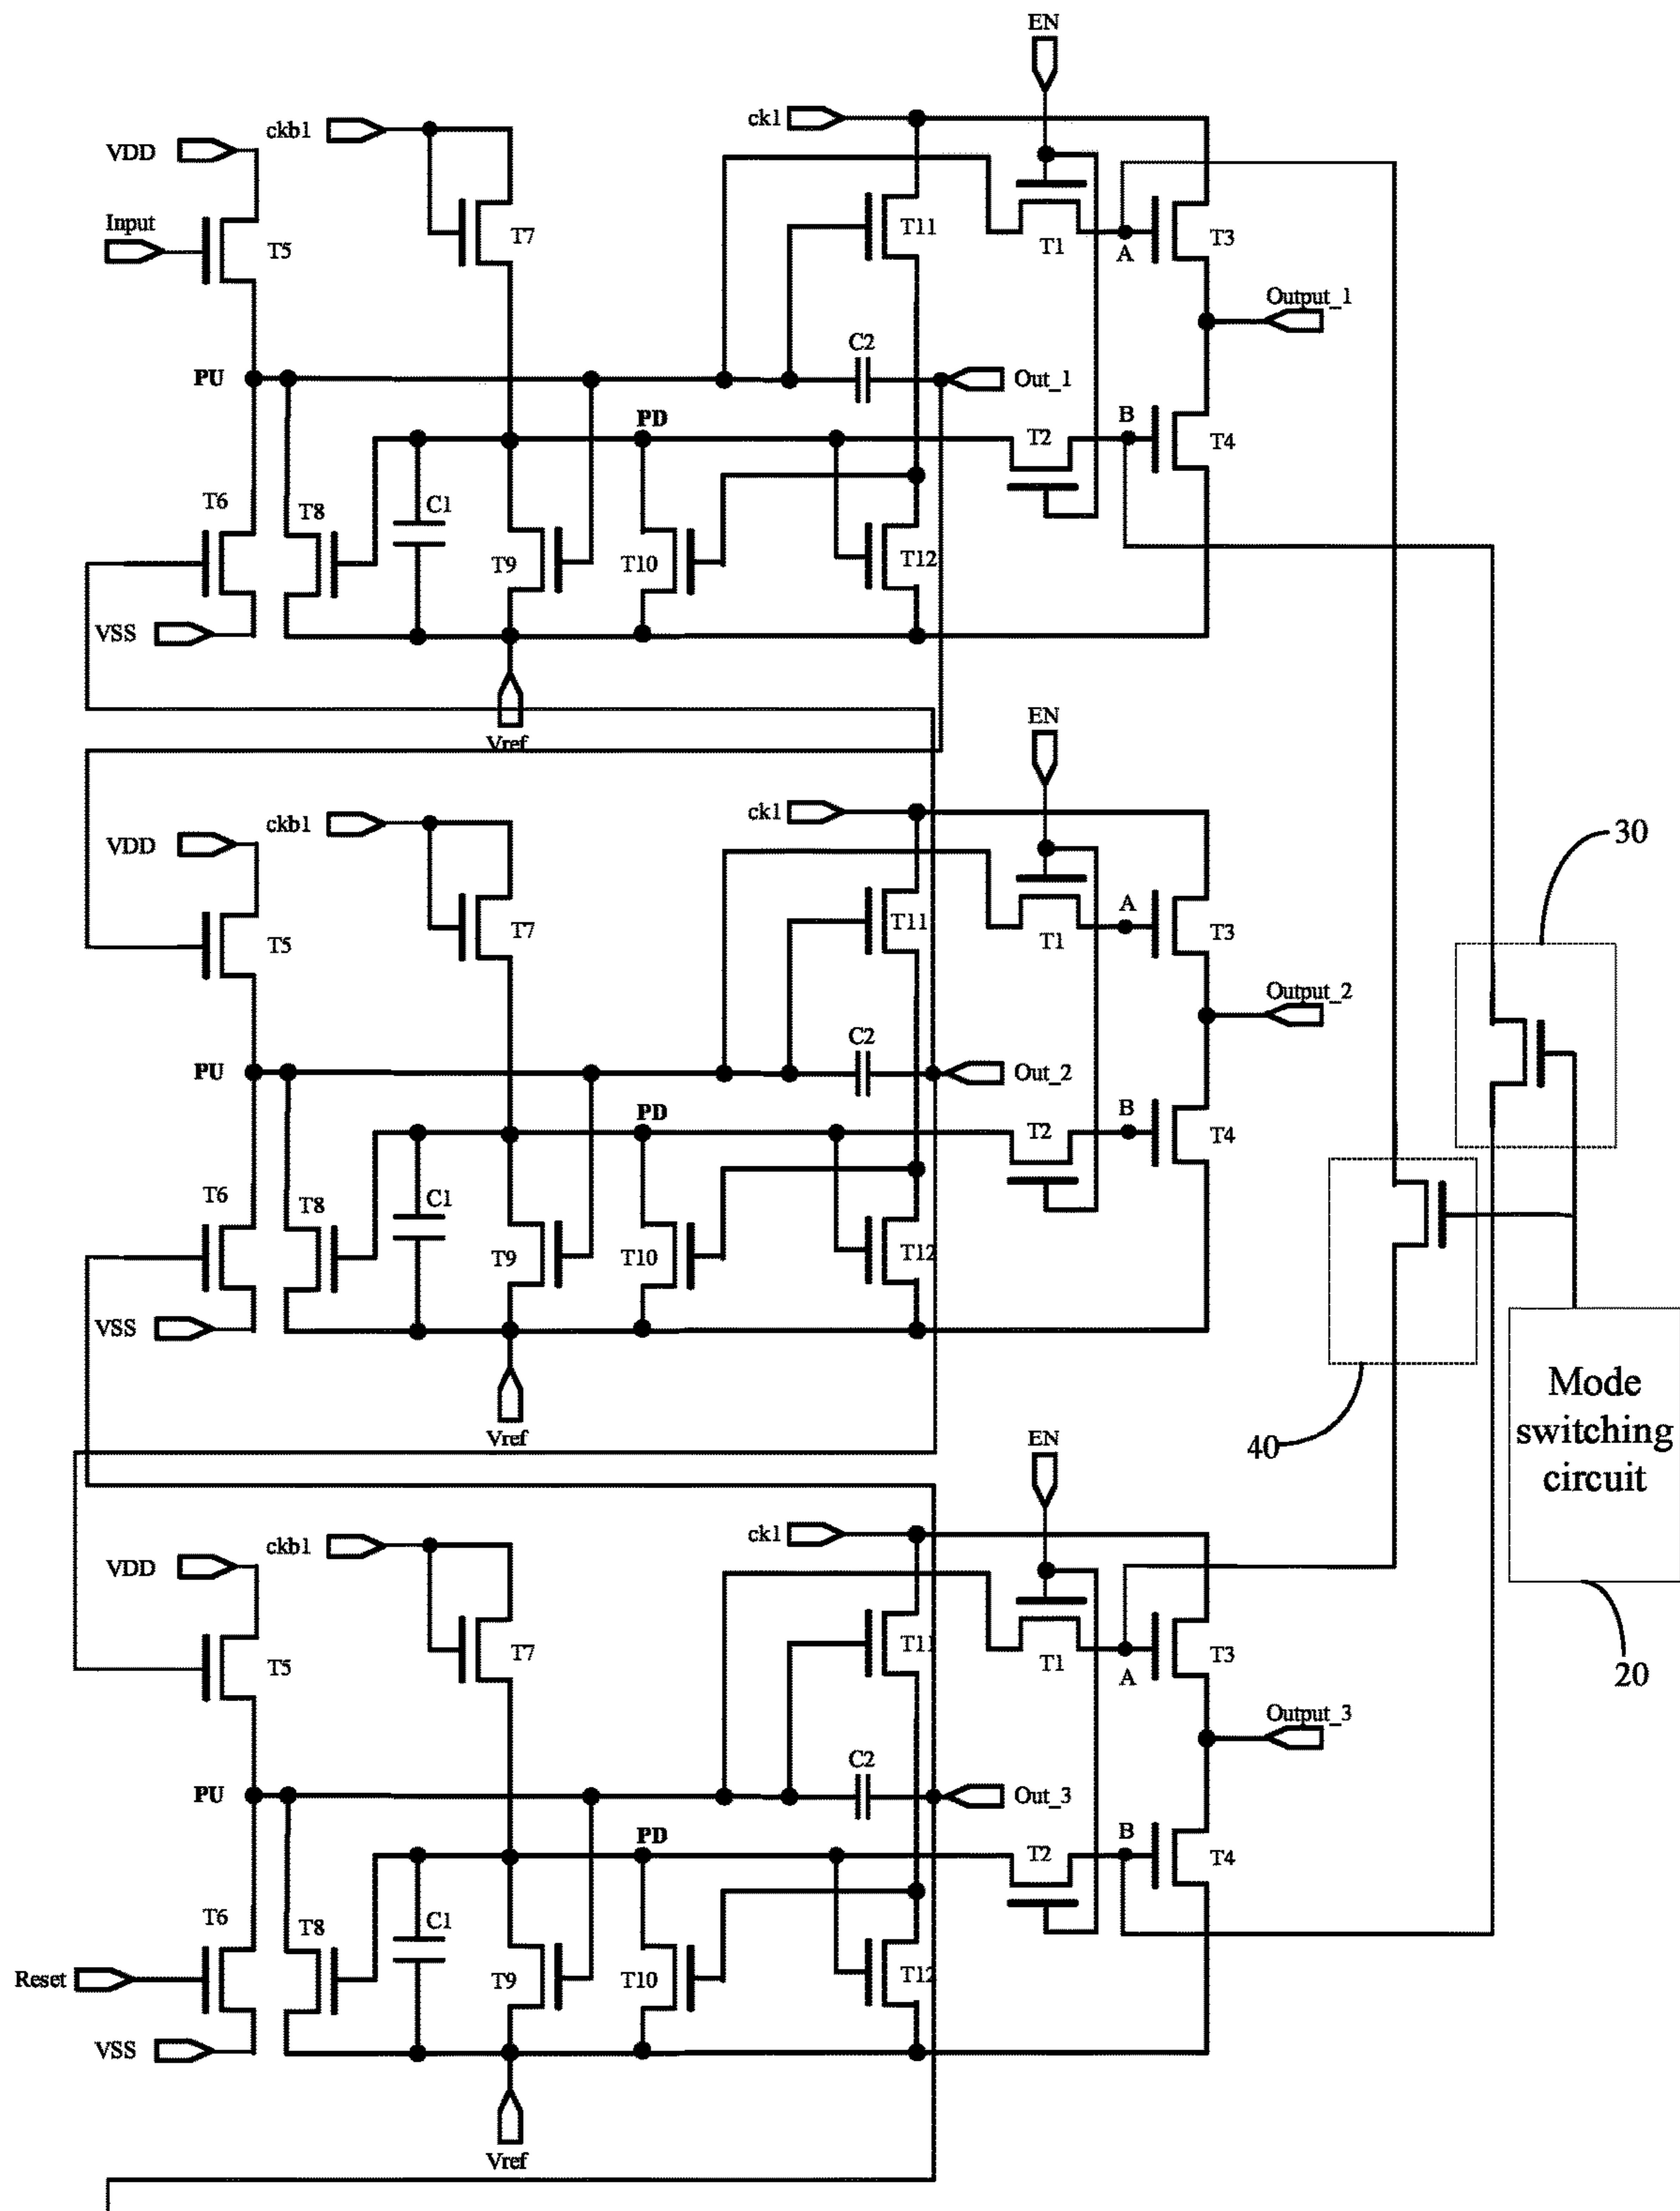 EN
ckb1
ck1
VDD
Input
T5
T7
T11
T1
A
T3
Output_1
C2
PU
Out_1
PD
B
T2
T4
T6
T8
C1
T9
T10
T12
VSS
Vref
EN
ckb1
ck1
VDD
30
T5
T7
T11
A
T1
T3
Output_2
C2
PU
Out_2
PD
B
T2
T4
T6
T8
C1
T9
T10
T12
VSS
Mode
switching
circuit
Vref
EN
40
ckb1
ck1
VDD
T5
T7
T11
T1
A
T3
20
Output_3
C2
PU
Out_3
PD
B
T2
T4
T6
T8
C1
Reset
T9
T10
T12
VSS
Vref